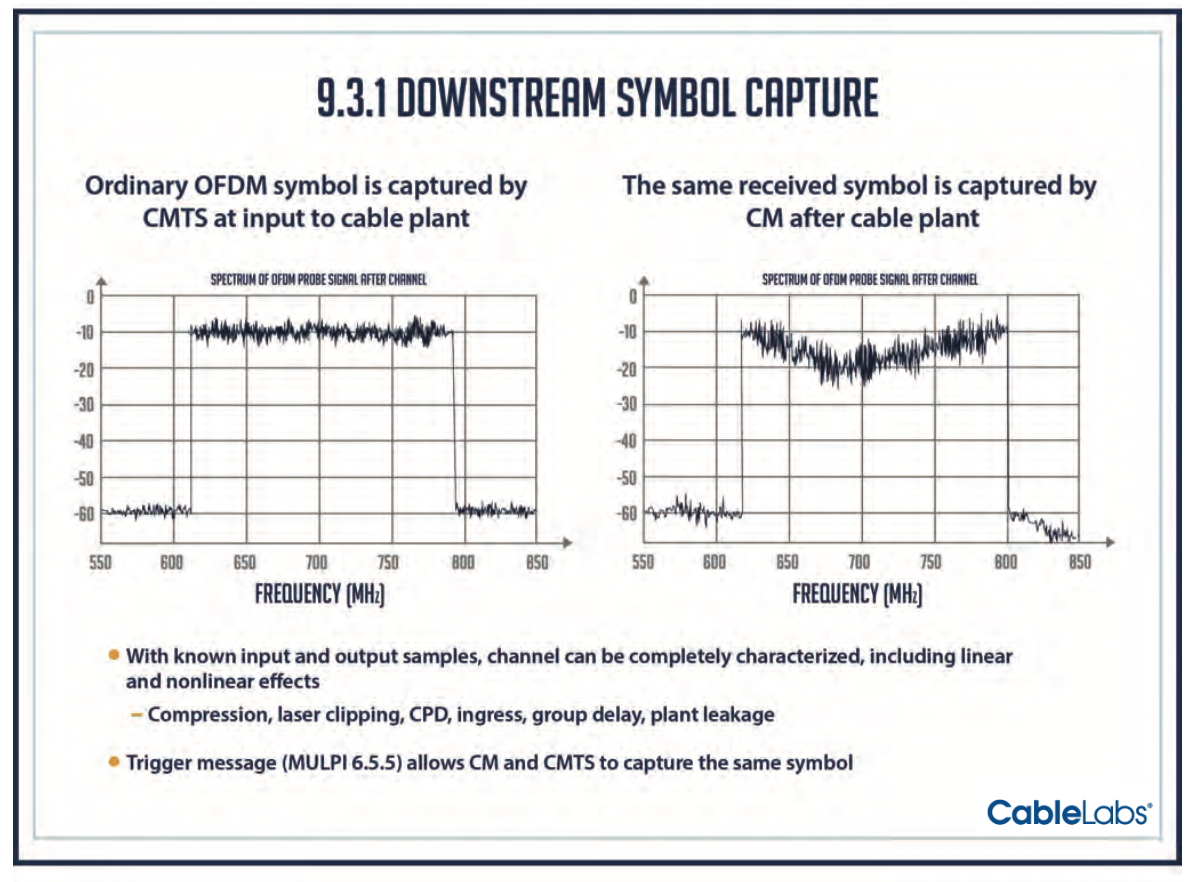 9.3.1 DOWNSTREAM SYMBOL CAPTURE
Ordinary OFDM symbol is captured by
CMTS at input to cable plant
SPECTRUM OF OFDM PROBE SIGNAL AFTER CHANNEL
0
-10
-20
-30
-40
-50
-60
550 600 650 700 750 800 850
FREQUENCY (MHz)
The same received symbol is captured by
CM after cable plant
SPECTRUM OF OFDM PROBE SIGNAL AFTER CHANNEL
0
-10
-20
-30
-40
-50
-60
550 600 650 700 750 800 850
FREQUENCY (MHz)
• With known input and output samples, channel can be completely characterized, including linear
and nonlinear effects
– Compression, laser clipping, CPD, ingress, group delay, plant leakage
• Trigger message (MULPI 6.5.5) allows CM and CMTS to capture the same symbol
CableLabs®